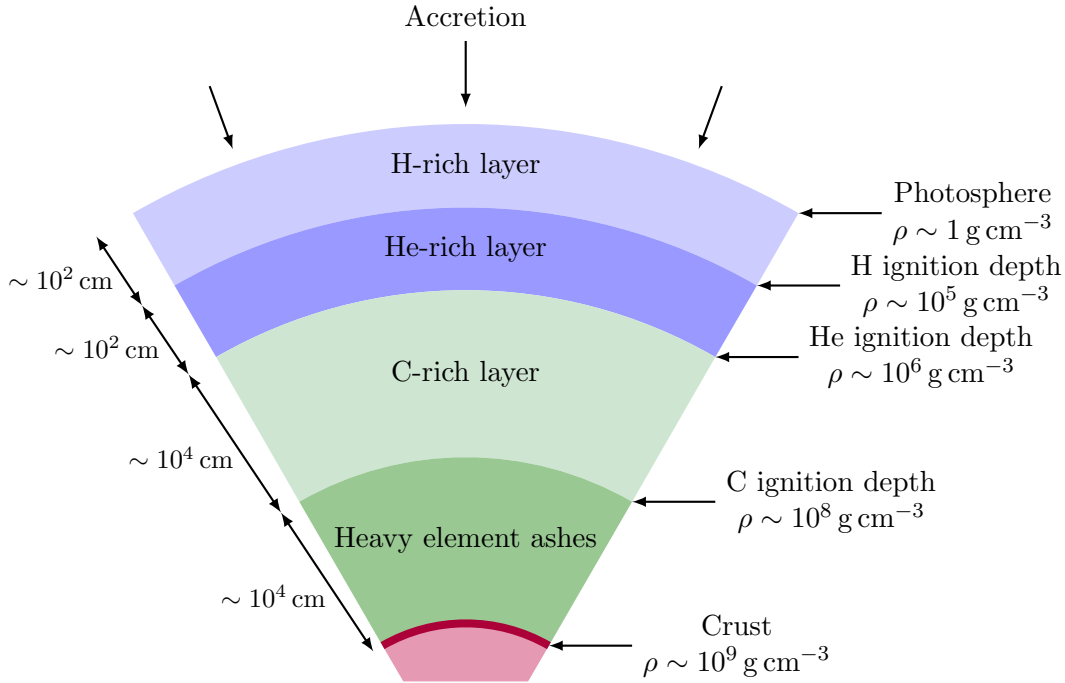 Accretion
H-rich layer
Photosphere
ρ ∼ 1 g cm⁻³
He-rich layer
H ignition depth
ρ ∼ 10⁵ g cm⁻³
∼ 10² cm
He ignition depth
ρ ∼ 10⁶ g cm⁻³
∼ 10² cm
C-rich layer
∼ 10⁴ cm
C ignition depth
ρ ∼ 10⁸ g cm⁻³
Heavy element ashes
∼ 10⁴ cm
Crust
ρ ∼ 10⁹ g cm⁻³